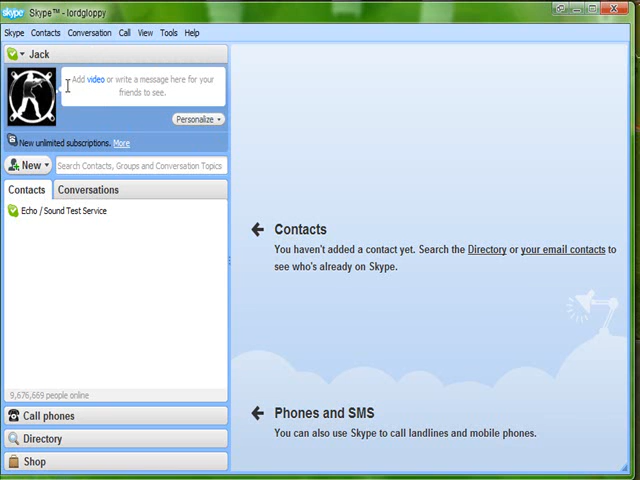 Skype™ - lordgloppy
Skype Contacts Conversation Call View Tools Help
Jack
Add video or write a message here for your
friends to see.
Personalize
New unlimited subscriptions. More
New
Search Contacts, Groups and Conversation Topics
Contacts Conversations
Echo / Sound Test Service
Contacts
You haven't added a contact yet. Search the Directory or your email contacts to
see who's already on Skype.
9,676,669 people online
Call phones
Directory
Shop
Phones and SMS
You can also use Skype to call landlines and mobile phones.